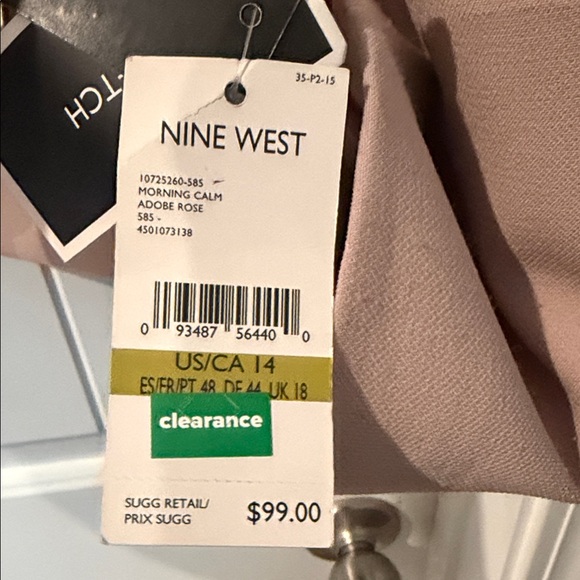 35-P2-15
TCH
NINE WEST
10725260-585
MORNING CALM
ADOBE ROSE
585 -
4501073138
0 93487 56440 0
US/CA 14
ES/FR/PT 48 DE 44 UK 18
clearance
SUGG RETAIL/
PRIX SUGG
$99.00